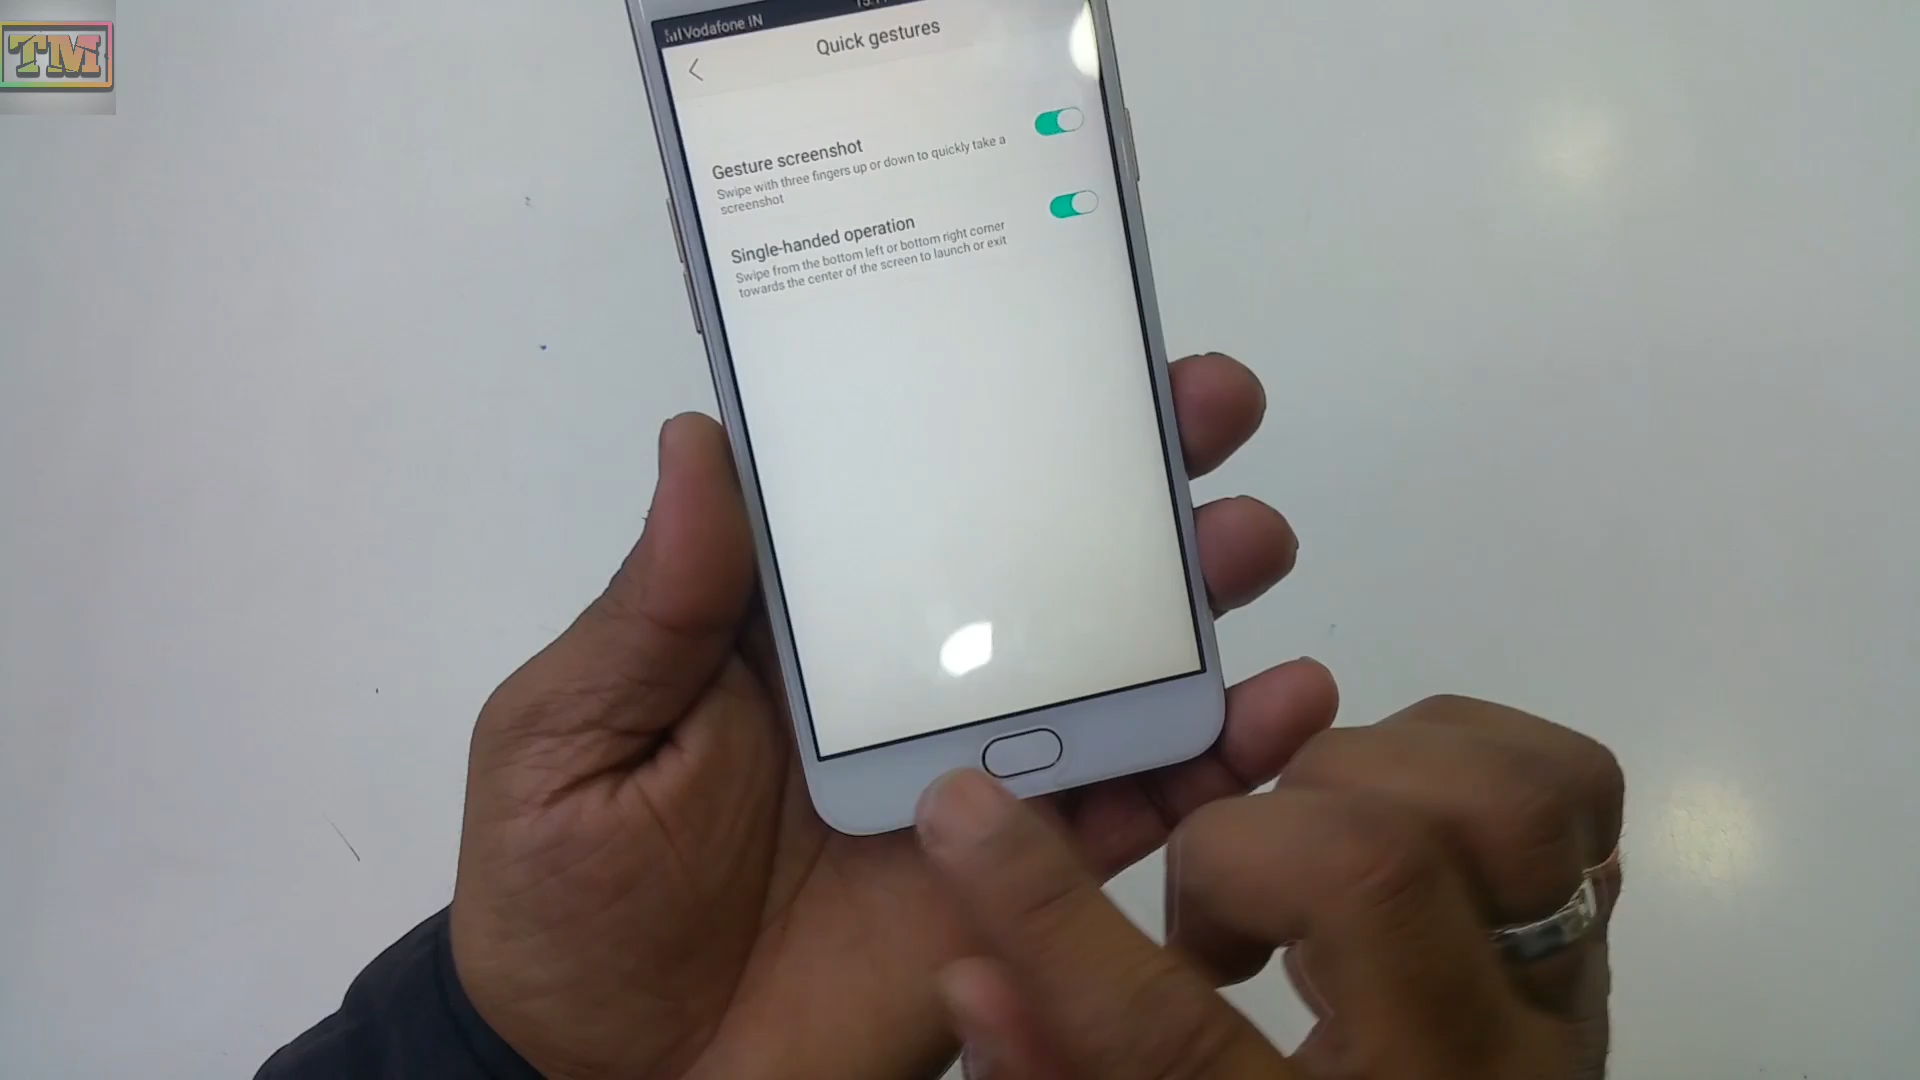 TM
Vodafone IN
Quick gestures
Gesture screenshot
Swipe with three fingers up or down to quickly take a
screenshot
Single-handed operation
Swipe from the bottom left or bottom right corner
towards the center of the screen to launch or exit